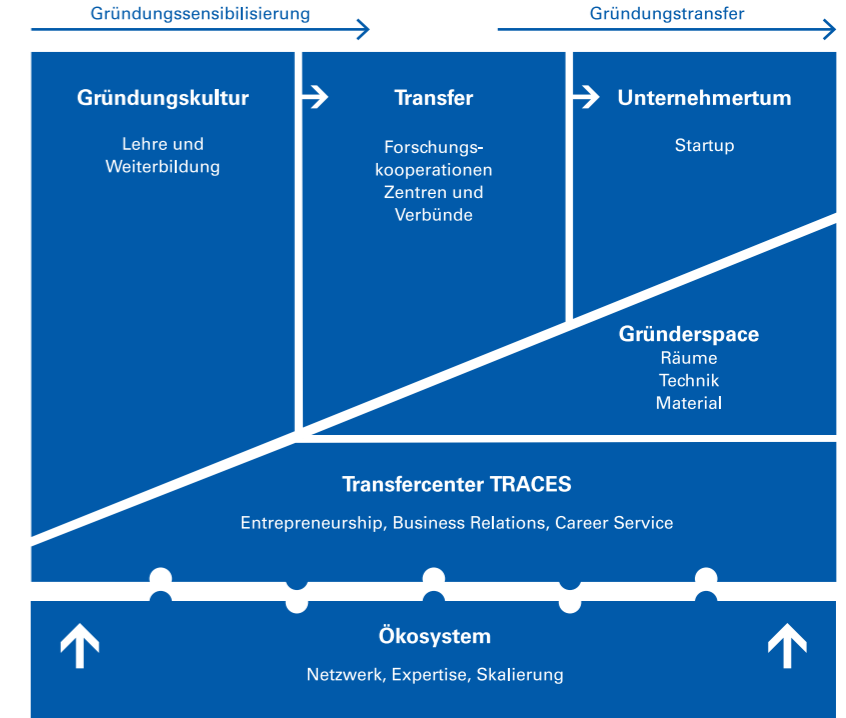 Gründungssensibilisierung
Gründungstransfer
Gründungskultur
Lehre und
Weiterbildung
Transfer
Forschungs-
kooperationen
Zentren und
Verbünde
Unternehmertum
Startup
Gründerspace
Räume
Technik
Material
Transfercenter TRACES
Entrepreneurship, Business Relations, Career Service
Ökosystem
Netzwerk, Expertise, Skalierung